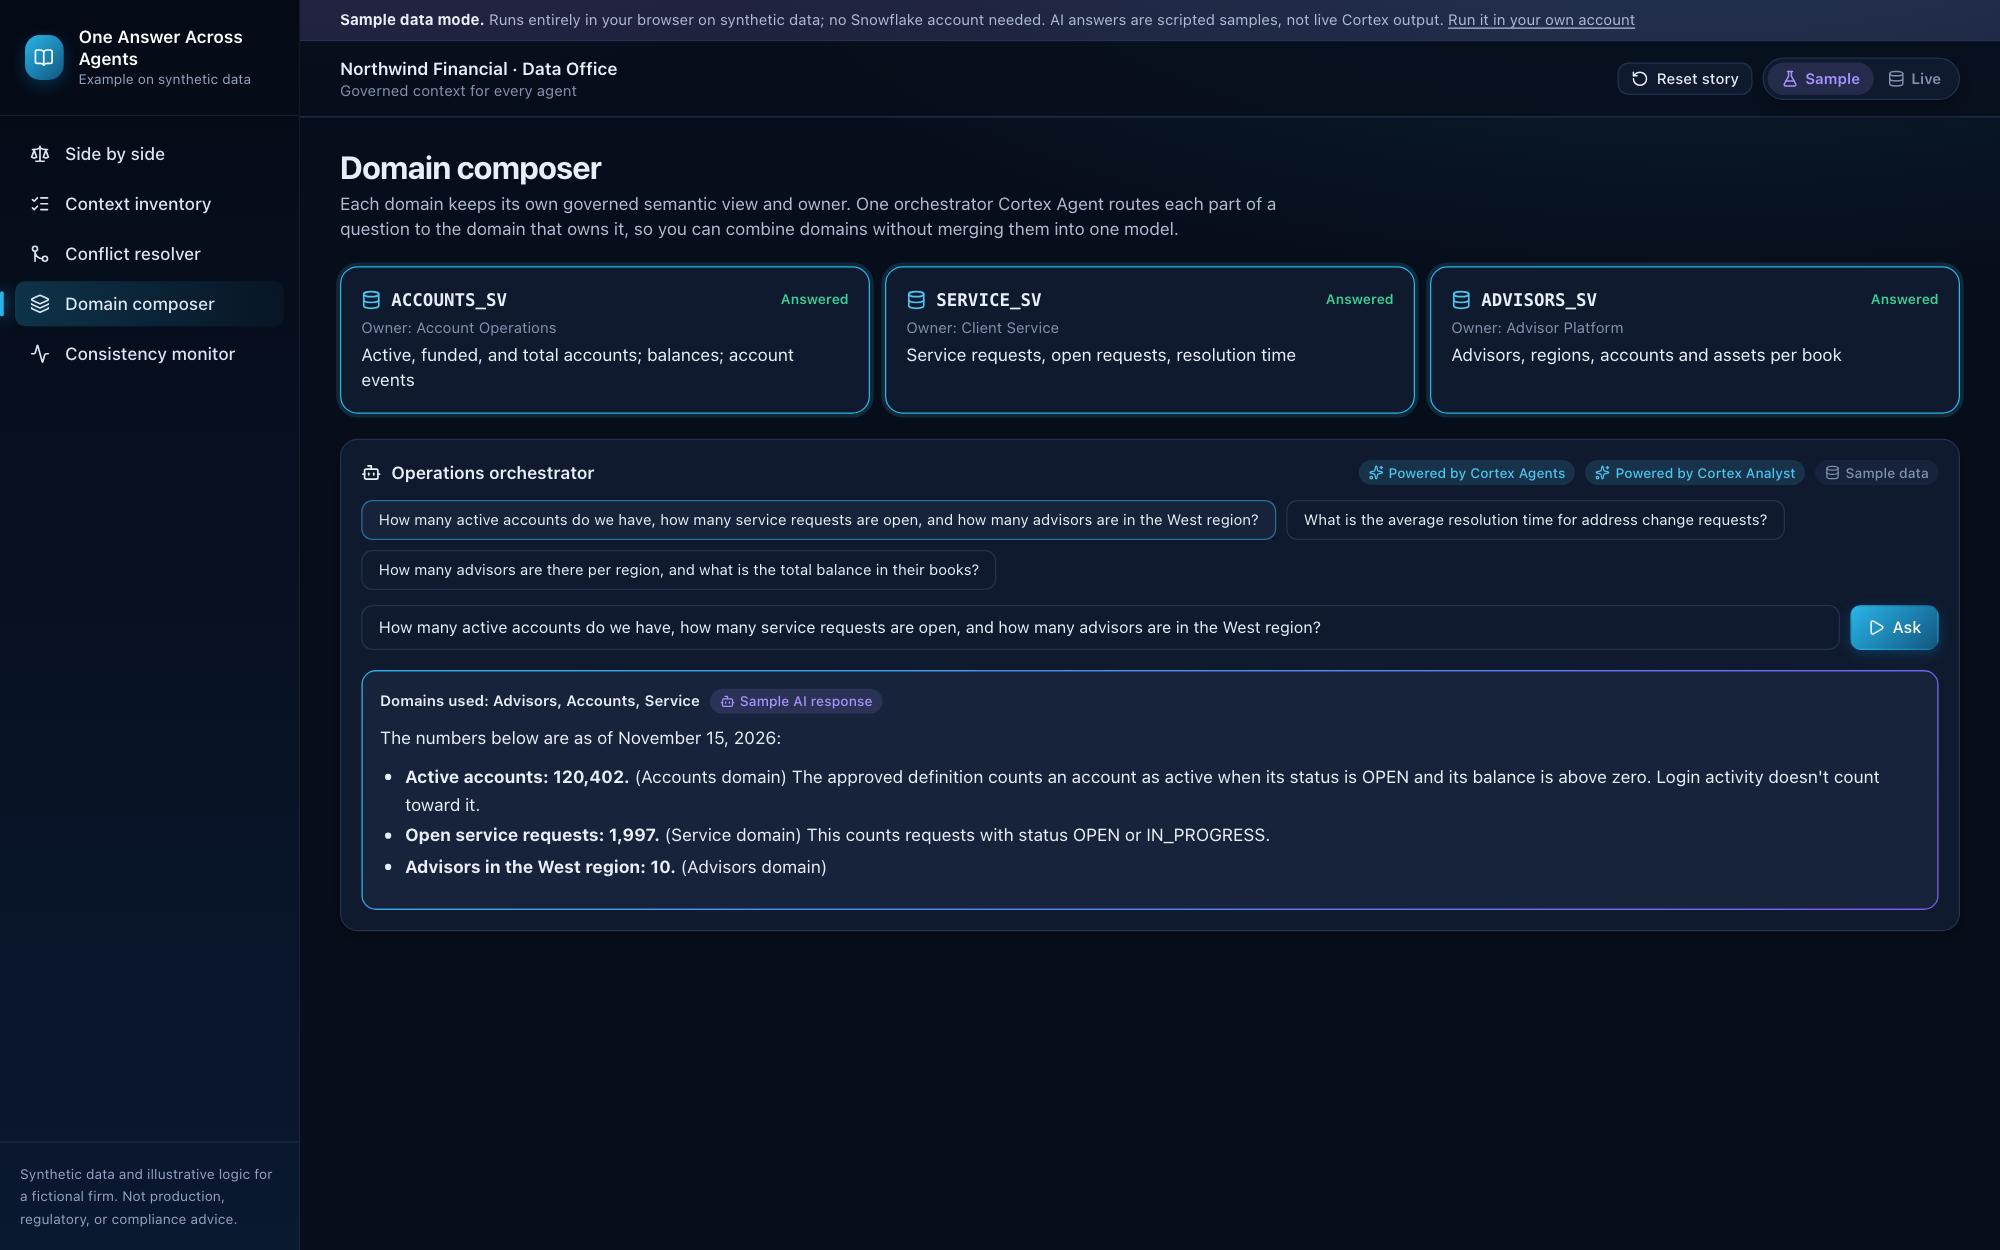 One Answer Across
Agents
Example on synthetic data
Side by side
Context inventory
Conflict resolver
Domain composer
Consistency monitor
Synthetic data and illustrative logic for
a fictional firm. Not production,
regulatory, or compliance advice.
Sample data mode. Runs entirely in your browser on synthetic data; no Snowflake account needed. AI answers are scripted samples, not live Cortex output. Run it in your own account
Northwind Financial · Data Office
Governed context for every agent
Reset story
Sample
Live
Domain composer
Each domain keeps its own governed semantic view and owner. One orchestrator Cortex Agent routes each part of a
question to the domain that owns it, so you can combine domains without merging them into one model.
ACCOUNTS_SV
Answered
Owner: Account Operations
Active, funded, and total accounts; balances; account
events
SERVICE_SV
Answered
Owner: Client Service
Service requests, open requests, resolution time
ADVISORS_SV
Answered
Owner: Advisor Platform
Advisors, regions, accounts and assets per book
Operations orchestrator
Powered by Cortex Agents
Powered by Cortex Analyst
Sample data
How many active accounts do we have, how many service requests are open, and how many advisors are in the West region?
What is the average resolution time for address change requests?
How many advisors are there per region, and what is the total balance in their books?
How many active accounts do we have, how many service requests are open, and how many advisors are in the West region?
Ask
Domains used: Advisors, Accounts, Service
Sample AI response
The numbers below are as of November 15, 2026:
• Active accounts: 120,402. (Accounts domain) The approved definition counts an account as active when its status is OPEN and its balance is above zero. Login activity doesn't count
toward it.
• Open service requests: 1,997. (Service domain) This counts requests with status OPEN or IN_PROGRESS.
• Advisors in the West region: 10. (Advisors domain)